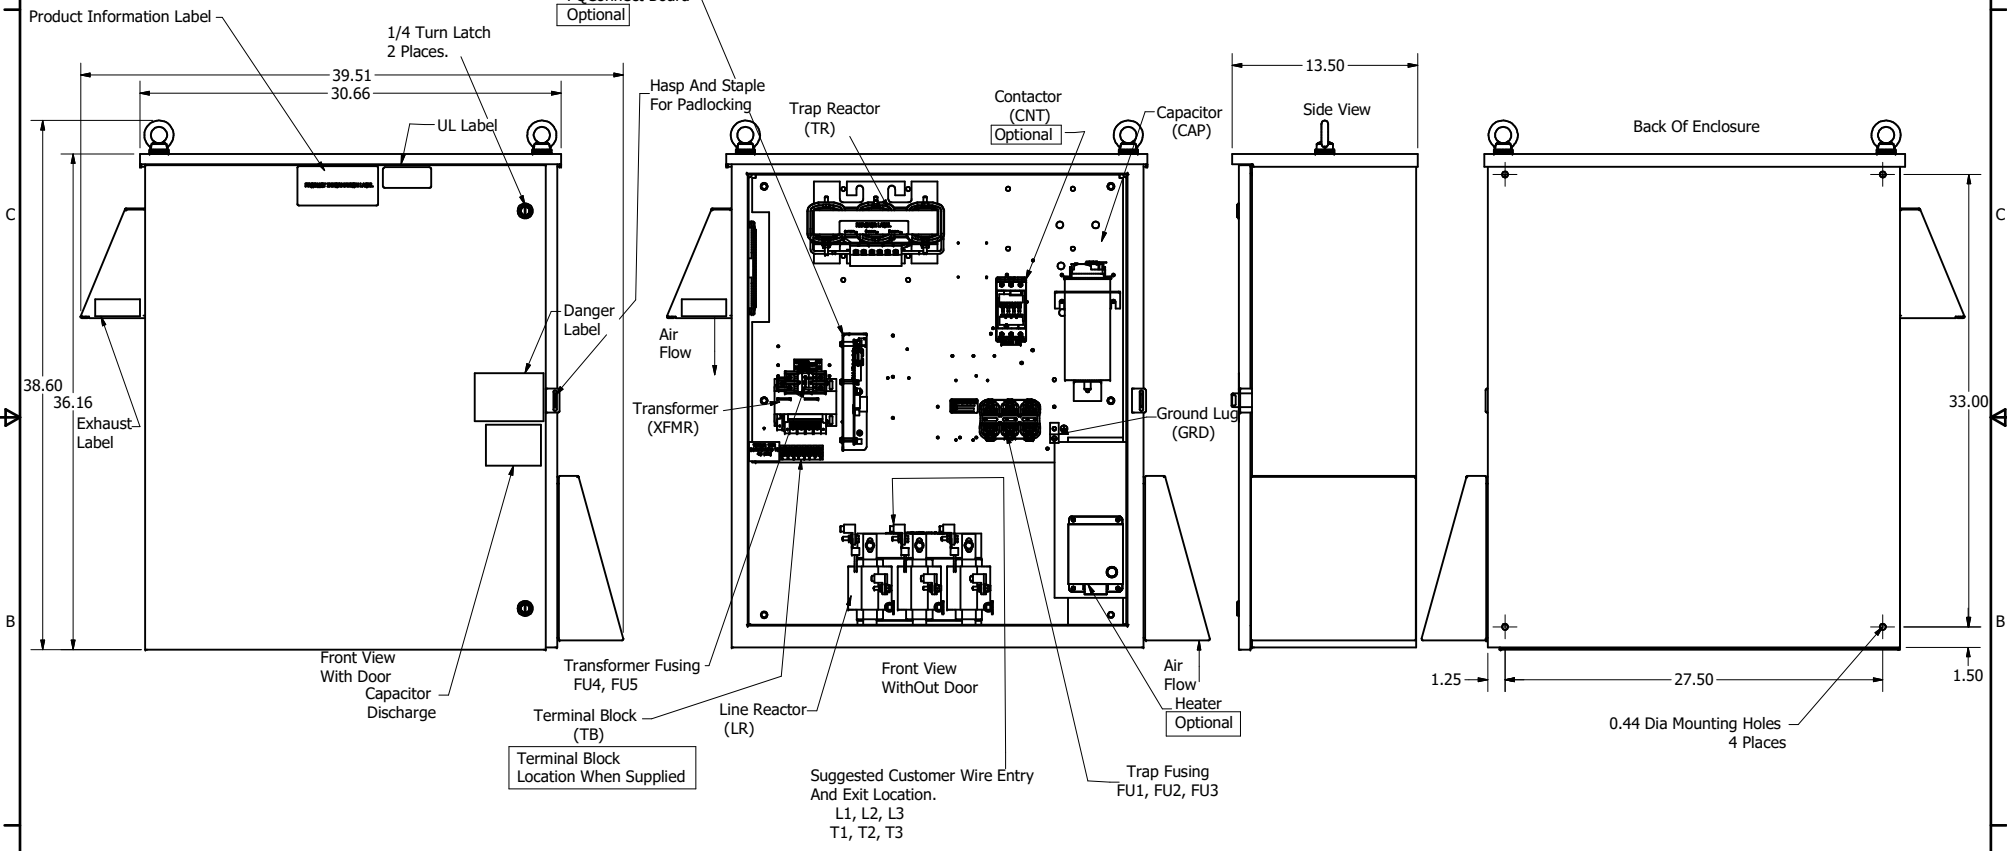 Product Information Label
Optional
1/4 Turn Latch
2 Places.
39.51
30.66
UL Label
Hasp And Staple
For Padlocking
Trap Reactor
(TR)
Contactor
(CNT)
Optional
Capacitor
(CAP)
13.50
Side View
Back Of Enclosure
C
C
Danger
Label
Air
Flow
38.60
36.16
Exhaust
Label
Transformer
(XFMR)
Ground Lug
(GRD)
33.00
B
B
Front View
With Door
Capacitor
Discharge
Transformer Fusing
FU4, FU5
Terminal Block
(TB)
Terminal Block
Location When Supplied
Line Reactor
(LR)
Front View
WithOut Door
Air
Flow
Heater
Optional
1.25
27.50
1.50
0.44 Dia Mounting Holes
4 Places
Suggested Customer Wire Entry
And Exit Location.
L1, L2, L3
T1, T2, T3
Trap Fusing
FU1, FU2, FU3